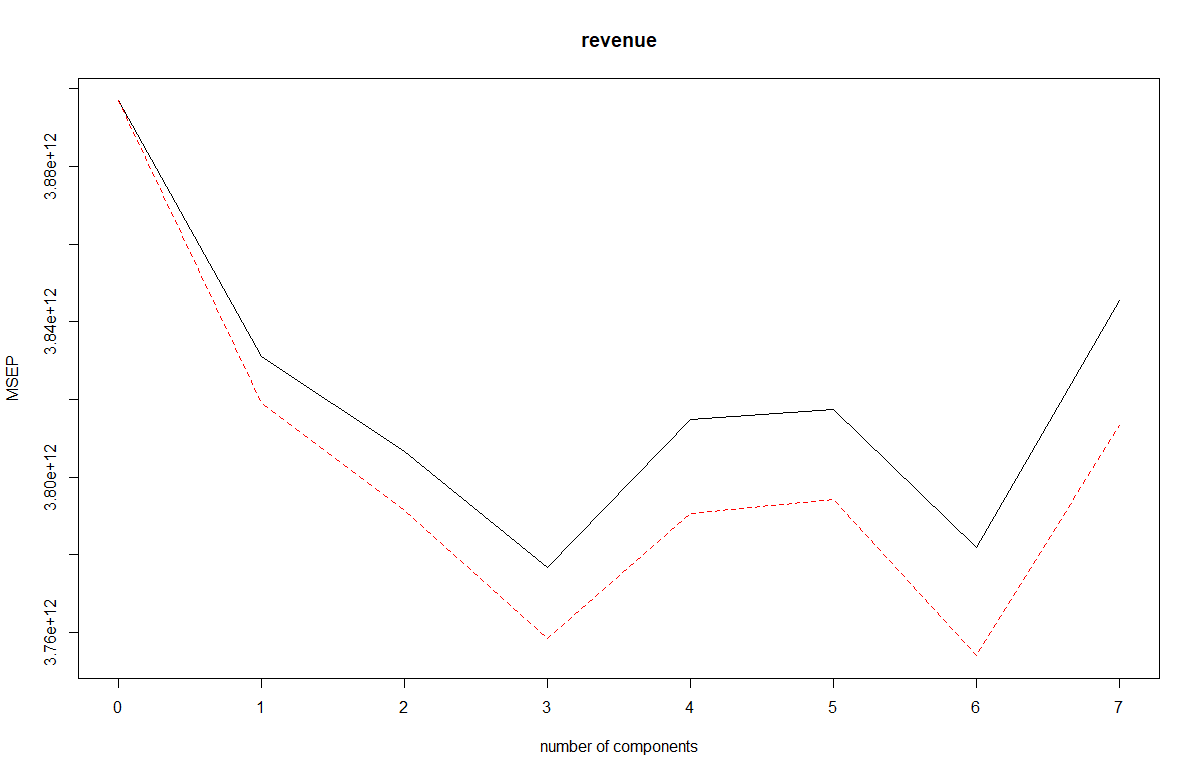 revenue
MSEP
3.88e+12
3.84e+12
3.80e+12
3.76e+12
0 1 2 3 4 5 6 7
number of components